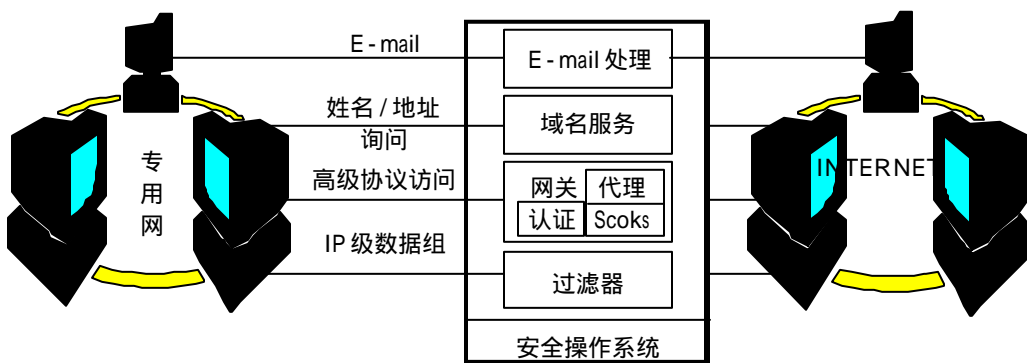 E-mail
E-mail 处理
姓名/地址
询问
域名服务
专
用
网
INTERNET
高级协议访问
网关 代理
认证 Scoks
IP 级数据组
过滤器
安全操作系统